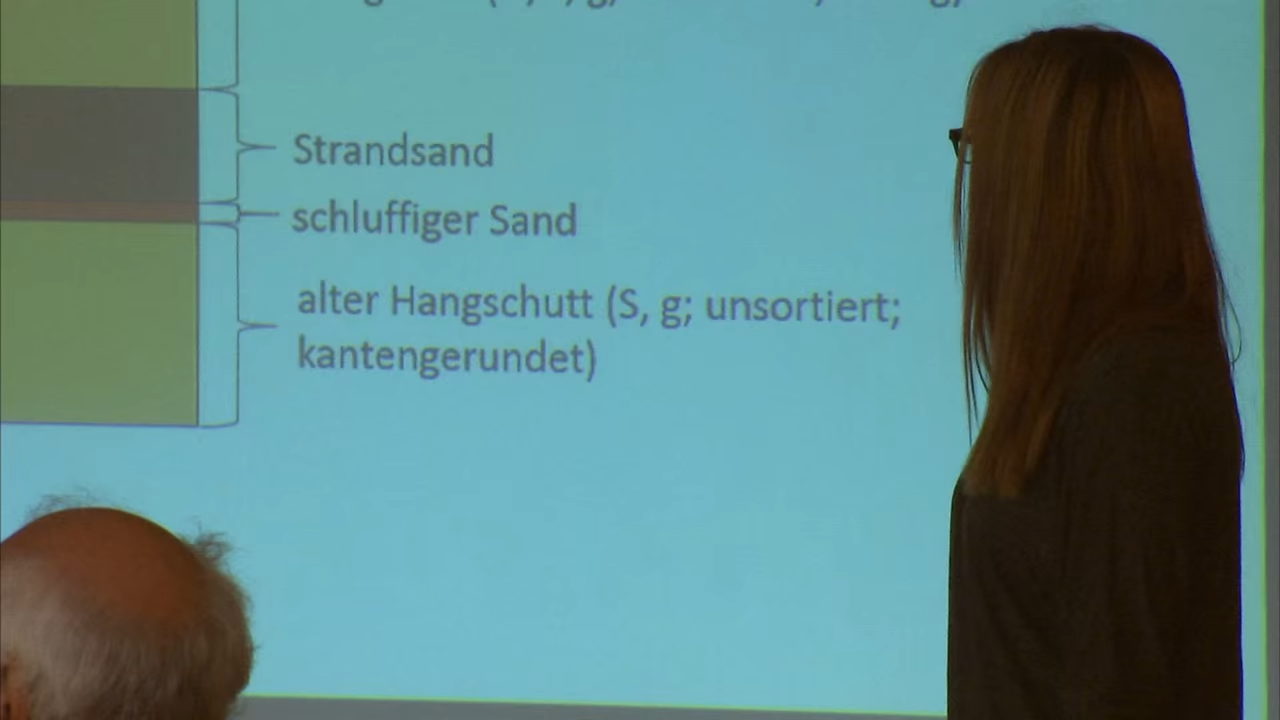 Strandsand
schluffiger Sand
alter Hangschutt (S, g; unsortiert;
kantengerundet)